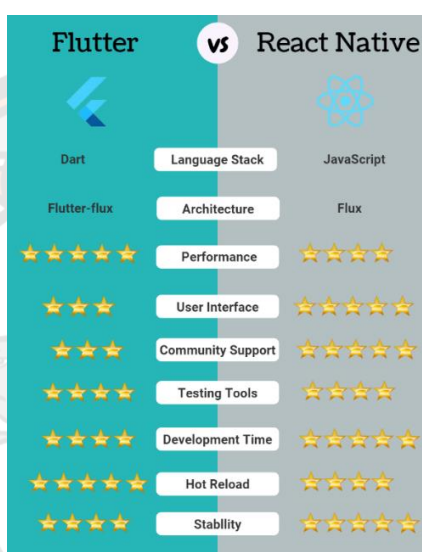 Flutter vs React Native
Dart Language Stack JavaScript
Flutter-flux Architecture Flux
Performance
User Interface
Community Support
Testing Tools
Development Time
Hot Reload
Stability